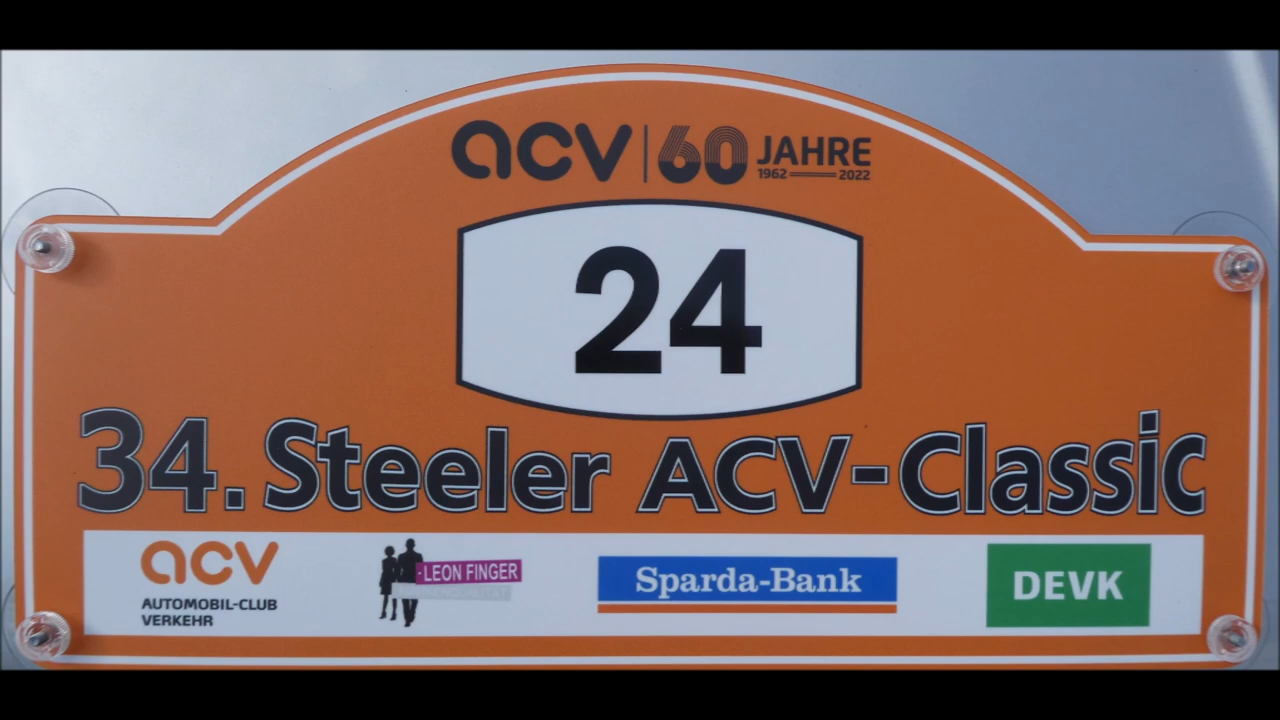 acv 60 JAHRE
1962 2022
24
34. Steeler ACV-Classic
acv
AUTOMOBIL-CLUB
VERKEHR
LEON FINGER
Sparda-Bank
DEVK